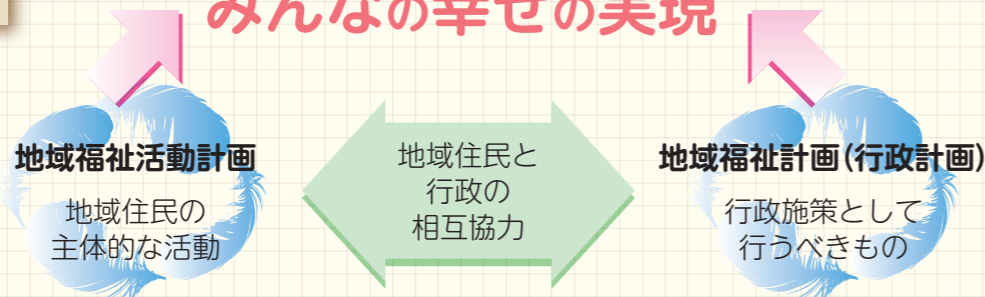 みんなの幸せの実現
地域福祉活動計画
地域住民の
主体的な活動
地域住民と
行政の
相互協力
地域福祉計画(行政計画)
行政施策として
行うべきもの